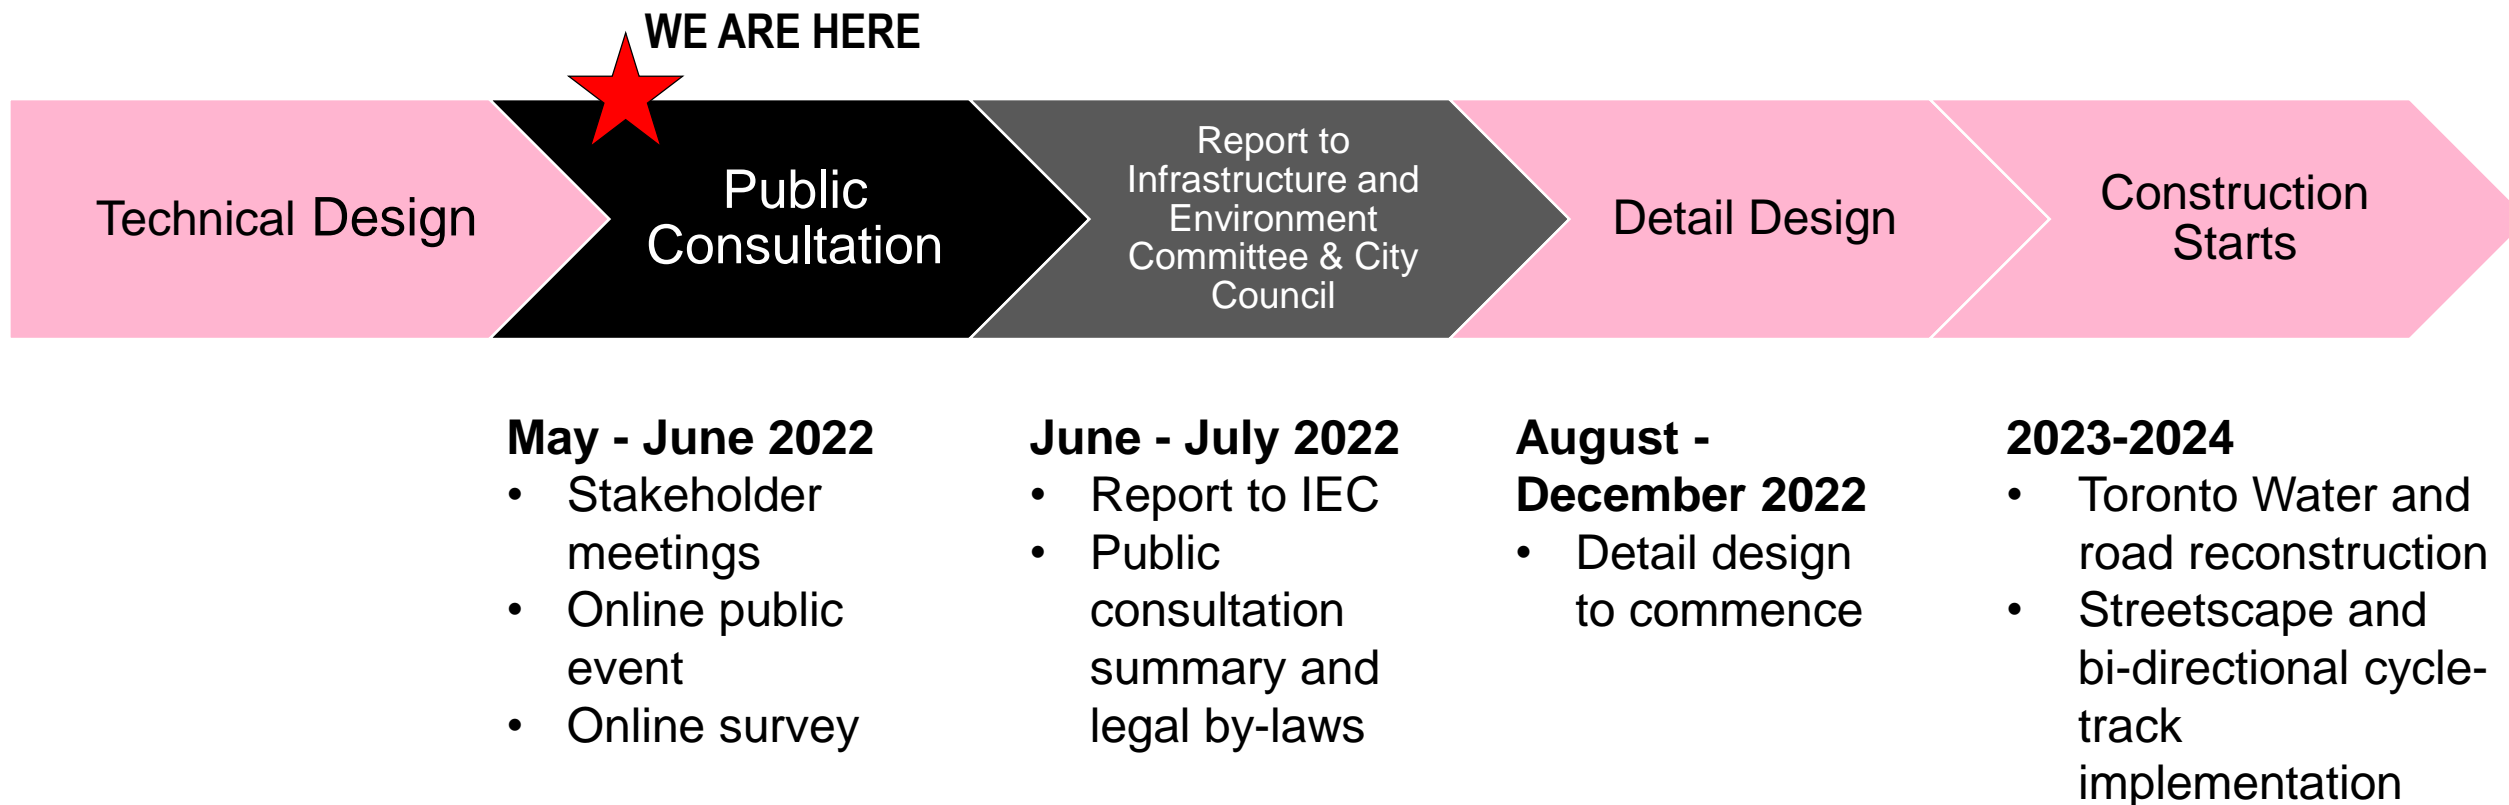 WE ARE HERE
Technical Design
Public
Consultation
Report to
Infrastructure and
Environment
Committee & City
Council
Detail Design
Construction
Starts
May - June 2022
• Stakeholder
meetings
• Online public
event
• Online survey
June - July 2022
• Report to IEC
• Public
consultation
summary and
legal by-laws
August -
December 2022
• Detail design
to commence
2023-2024
• Toronto Water and
road reconstruction
• Streetscape and
bi-directional cycle-
track
implementation